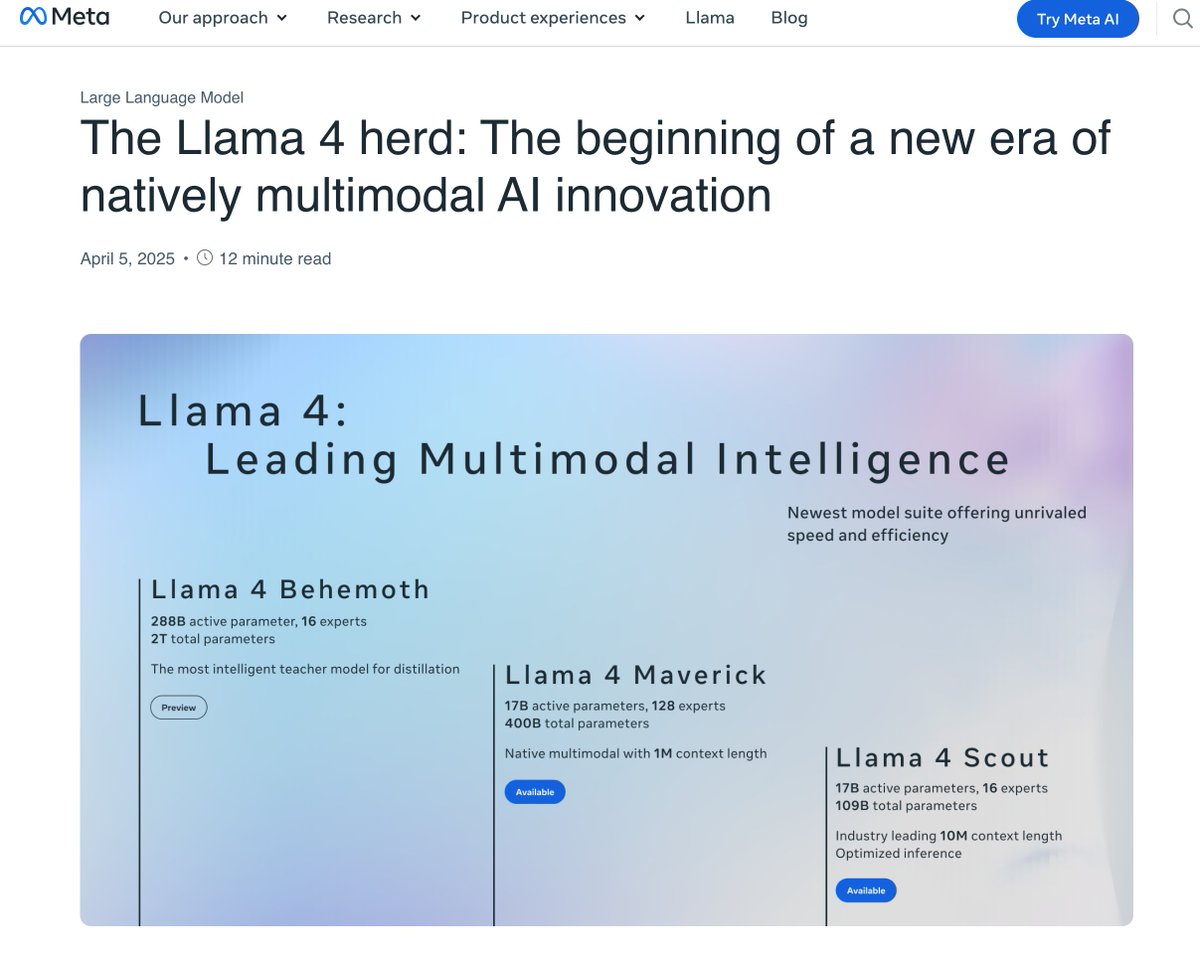 Meta
Our approach
Research
Product experiences
Llama
Blog
Try Meta AI
Large Language Model
The Llama 4 herd: The beginning of a new era of
natively multimodal AI innovation
April 5, 2025 • 12 minute read
Llama 4:
Leading Multimodal Intelligence
Newest model suite offering unrivaled
speed and efficiency
Llama 4 Behemoth
288B active parameter, 16 experts
2T total parameters
The most intelligent teacher model for distillation
Preview
Llama 4 Maverick
17B active parameters, 128 experts
400B total parameters
Native multimodal with 1M context length
Available
Llama 4 Scout
17B active parameters, 16 experts
109B total parameters
Industry leading 10M context length
Optimized inference
Available